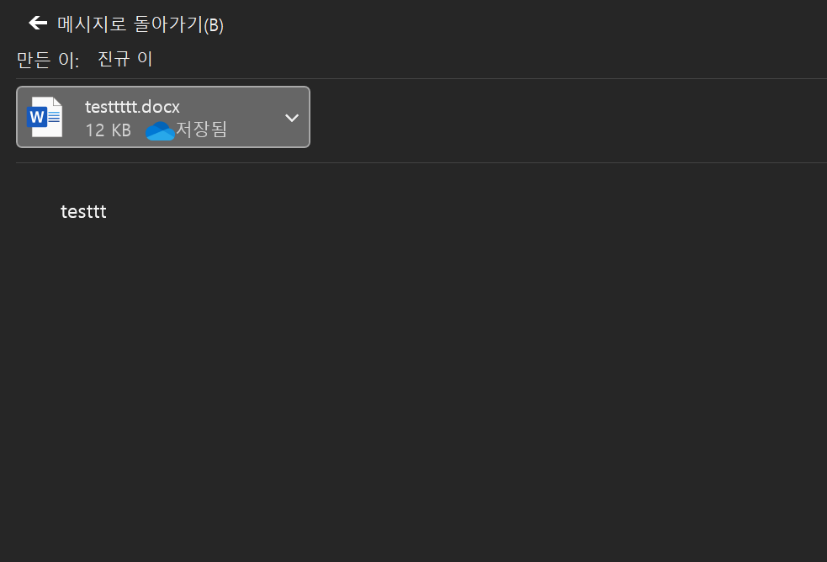 메시지로 돌아가기(B)
만든 이: 진규 이
testtttt.docx
12 KB 저장됨
testtt